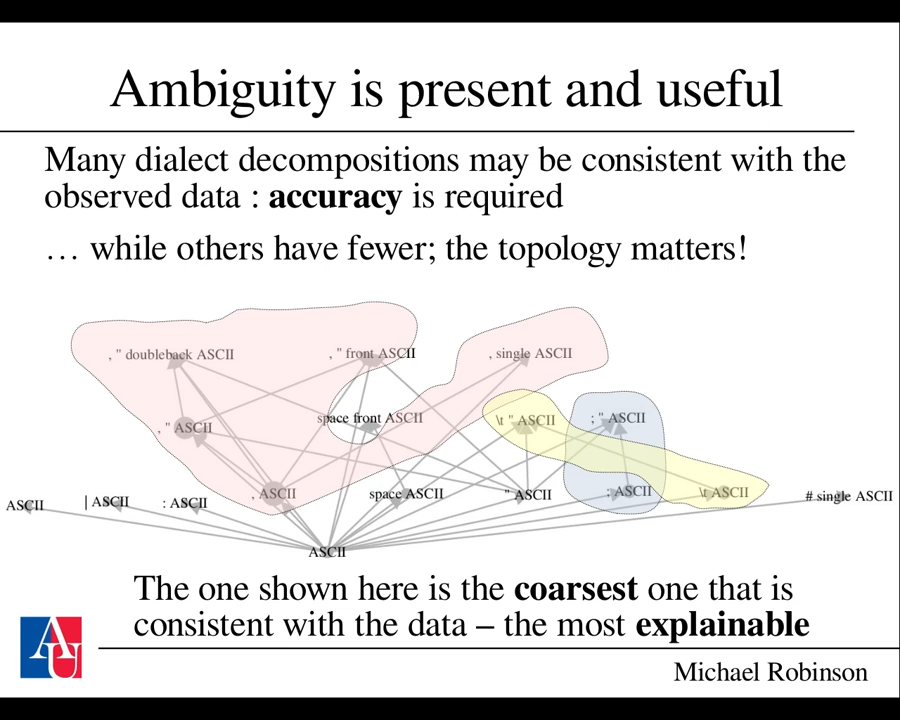 Ambiguity is present and useful
Many dialect decompositions may be consistent with the
observed data : accuracy is required
… while others have fewer; the topology matters!
, " doubleback ASCII
, " front ASCII
, single ASCII
space front ASCII
\t " ASCII
; " ASCII
, " ASCII
ASCII
| ASCII
: ASCII
, ASCII
space ASCII
" ASCII
; ASCII
\t ASCII
# single ASCII
ASCII
The one shown here is the coarsest one that is
consistent with the data – the most explainable
AU
Michael Robinson